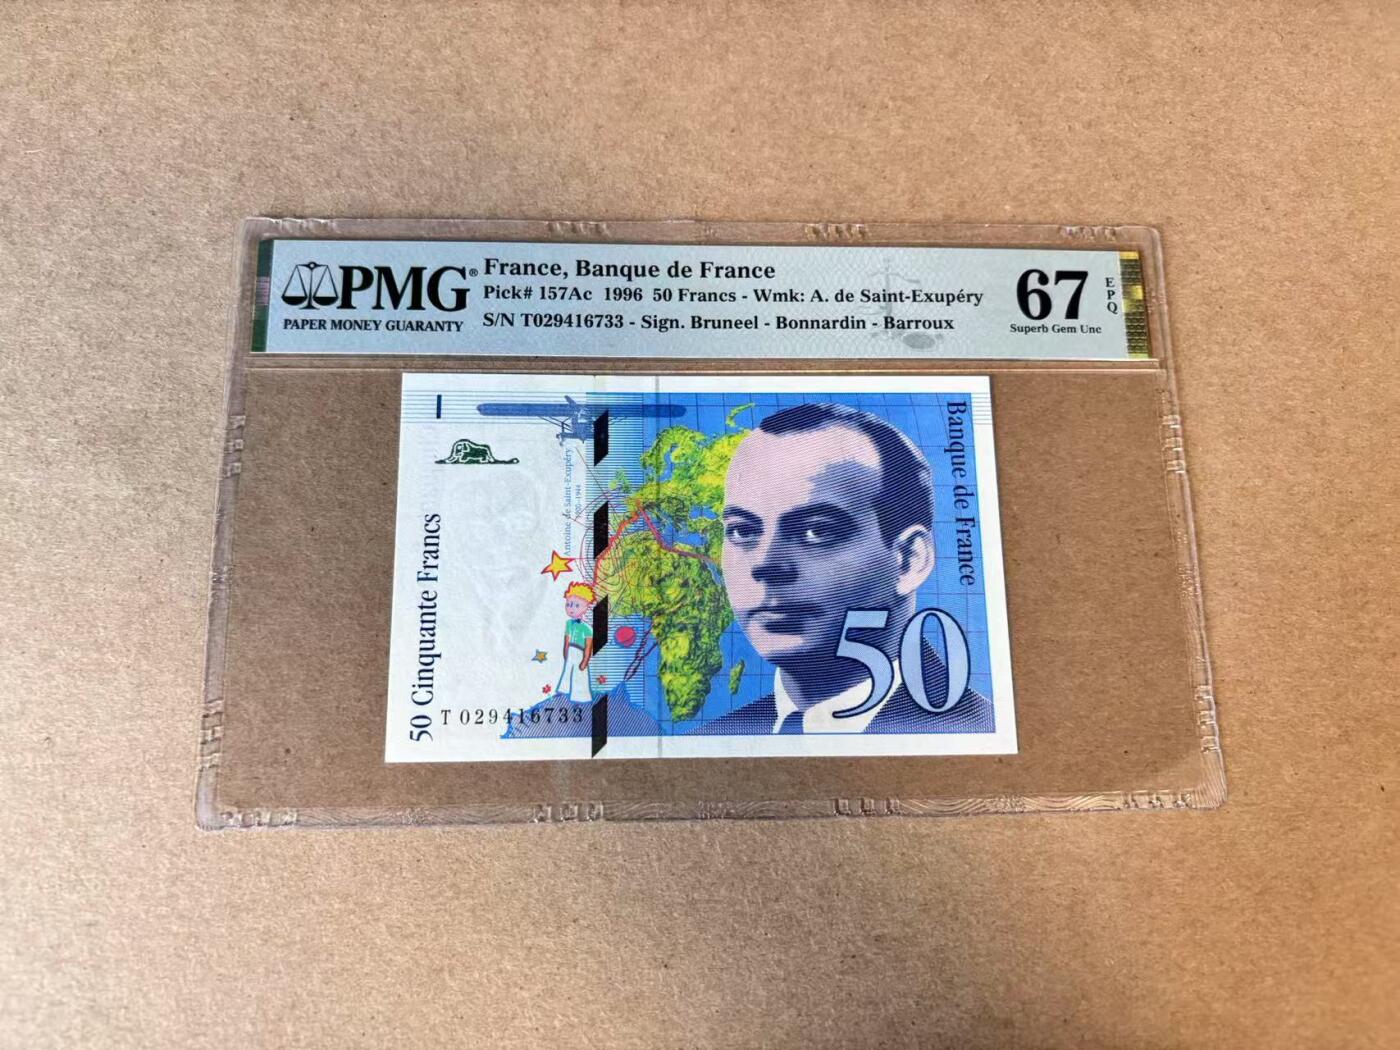 PMG®
PAPER MONEY GUARANTY
France, Banque de France
Pick# 157Ac 1996 50 Francs - Wmk: A. de Saint-Exupéry
S/N T029416733 - Sign. Bruneel - Bonnardin - Barroux
67
EPQ
Superb Gem Unc
50 Cinquante Francs
Antoine de Saint-Exupéry
1900-1944
Banque de France
50
T 029416733